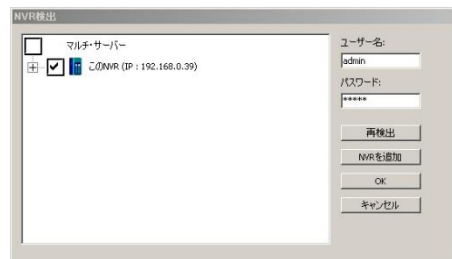 NVR検出
マルチ・サーバー
このNVR (IP : 192.168.0.39)
ユーザー名:
admin
パスワード:
*****
再検出
NVRを追加
OK
キャンセル